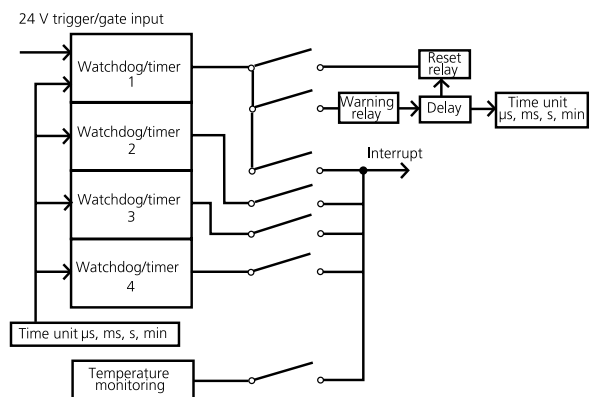 24 V trigger/gate input
Watchdog/timer
1
Reset
relay
Warning
relay
Delay
Time unit
µs, ms, s, min
Watchdog/timer
2
Interrupt
Watchdog/timer
3
Watchdog/timer
4
Time unit µs, ms, s, min
Temperature
monitoring